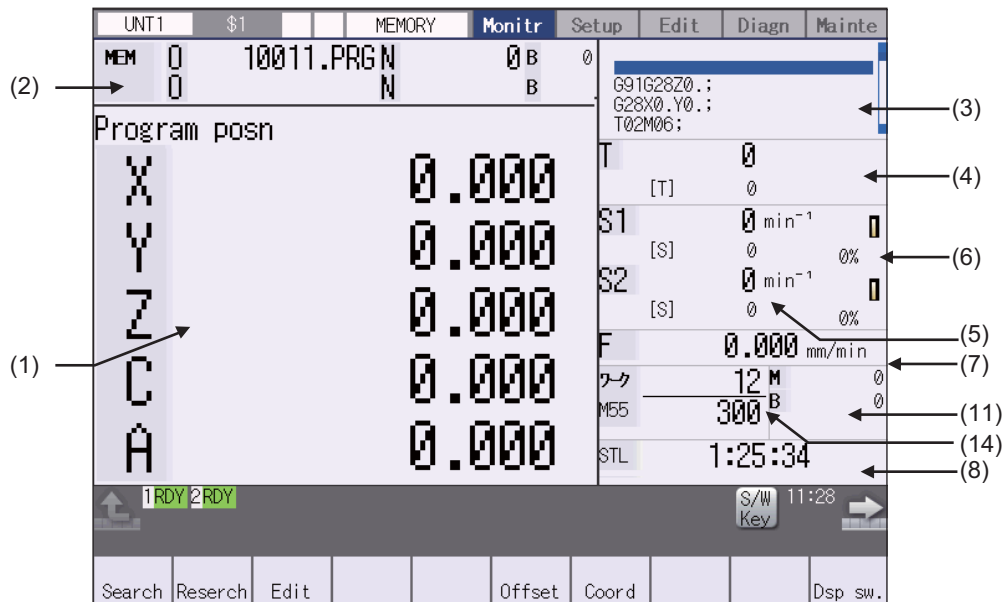 UNT1 $1 MEMORY Monitr Setup Edit Diagn Mainte
MEM O 10011.PRG N 0 B 0
O N B
(2)
G91G28Z0.;
G28X0.Y0.;
T02M06;
(3)
Program posn
X 0.000
Y 0.000
Z 0.000
C 0.000
A 0.000
(1)
T 0
[T] 0
(4)
S1 0 min⁻¹
[S] 0 0%
(6)
S2 0 min⁻¹
[S] 0 0%
(5)
F 0.000 mm/min
(7)
ワーク 12 M 0
M55 300 B 0
(11)
(14)
STL 1:25:34
(8)
1RDY 2RDY
S/W Key 11:28
Search Reserch Edit Offset Coord Dsp sw.